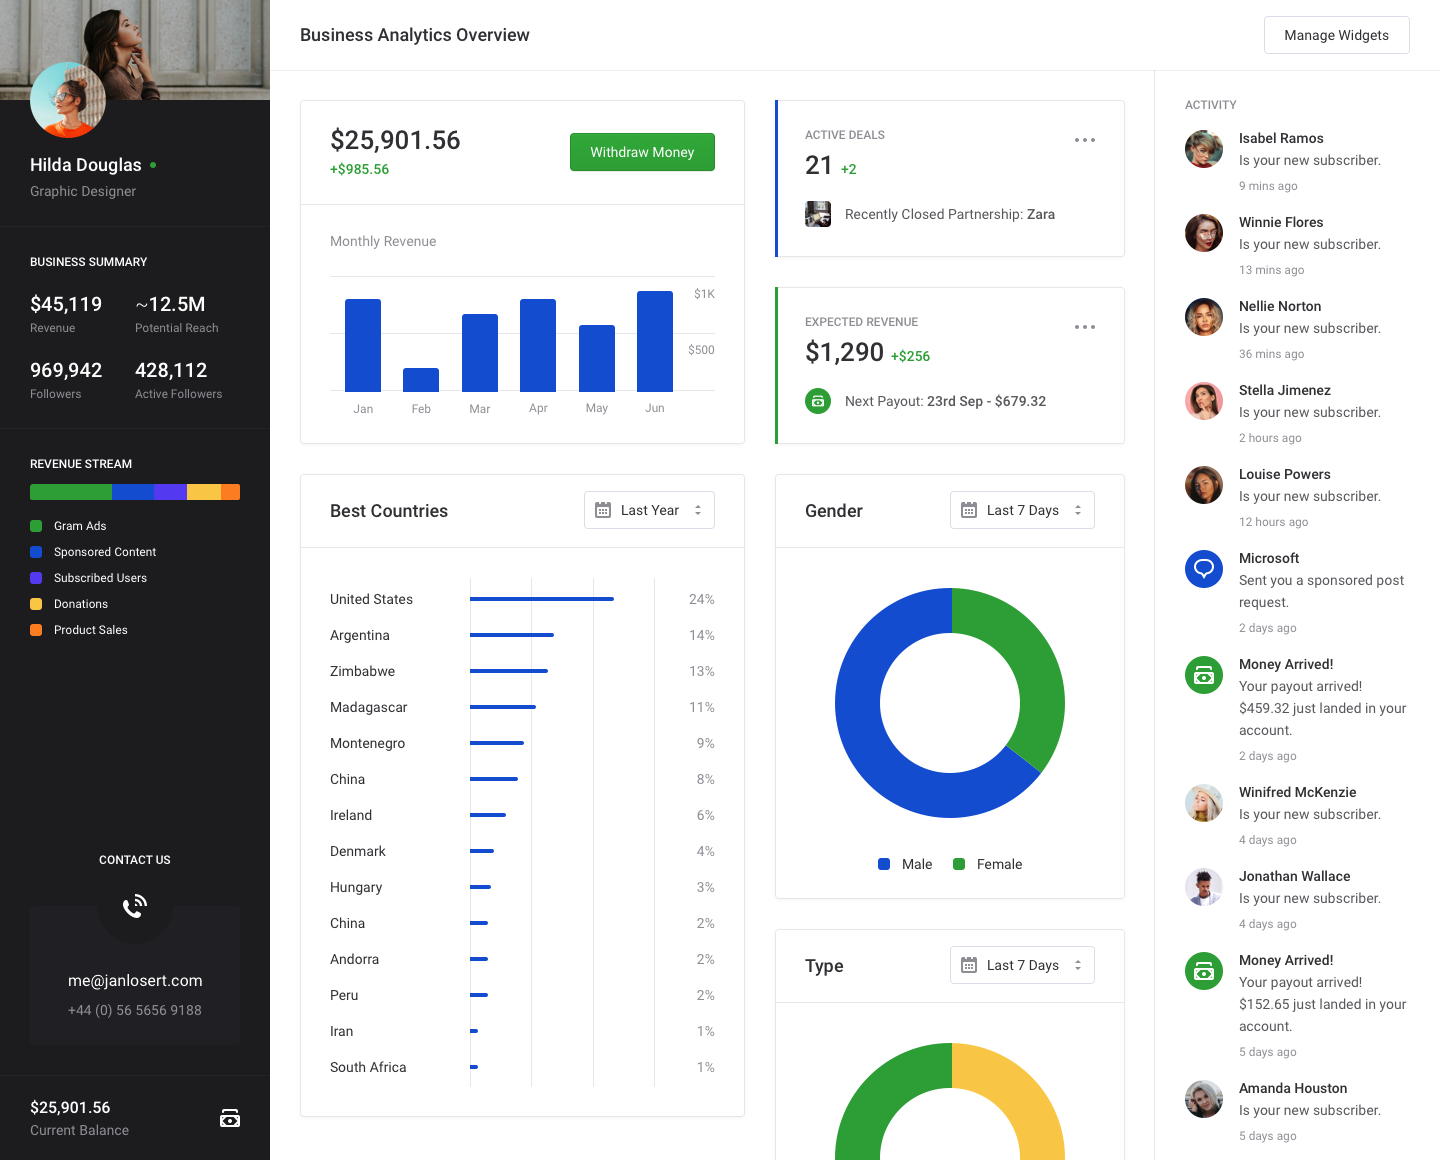 Hilda Douglas
Graphic Designer
BUSINESS SUMMARY
$45,119 ~12.5M
Revenue Potential Reach
969,942 428,112
Followers Active Followers
REVENUE STREAM
Gram Ads
Sponsored Content
Subscribed Users
Donations
Product Sales
CONTACT US
me@janlosert.com
+44 (0) 56 5656 9188
$25,901.56
Current Balance
Business Analytics Overview
Manage Widgets
$25,901.56
+$985.56
Withdraw Money
Monthly Revenue
$1K
$500
Jan Feb Mar Apr May Jun
ACTIVE DEALS
21 +2
Recently Closed Partnership: Zara
EXPECTED REVENUE
$1,290 +$256
Next Payout: 23rd Sep - $679.32
Best Countries
Last Year
United States 24%
Argentina 14%
Zimbabwe 13%
Madagascar 11%
Montenegro 9%
China 8%
Ireland 6%
Denmark 4%
Hungary 3%
China 2%
Andorra 2%
Peru 2%
Iran 1%
South Africa 1%
Gender
Last 7 Days
Male Female
Type
Last 7 Days
ACTIVITY
Isabel Ramos
Is your new subscriber.
9 mins ago
Winnie Flores
Is your new subscriber.
13 mins ago
Nellie Norton
Is your new subscriber.
36 mins ago
Stella Jimenez
Is your new subscriber.
2 hours ago
Louise Powers
Is your new subscriber.
12 hours ago
Microsoft
Sent you a sponsored post
request.
2 days ago
Money Arrived!
Your payout arrived!
$459.32 just landed in your
account.
2 days ago
Winifred McKenzie
Is your new subscriber.
4 days ago
Jonathan Wallace
Is your new subscriber.
4 days ago
Money Arrived!
Your payout arrived!
$152.65 just landed in your
account.
5 days ago
Amanda Houston
Is your new subscriber.
5 days ago